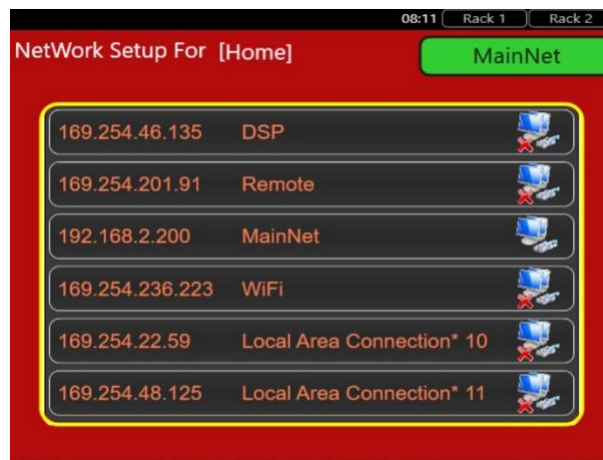 08:11 Rack 1 Rack 2
NetWork Setup For [Home] MainNet
169.254.46.135 DSP
169.254.201.91 Remote
192.168.2.200 MainNet
169.254.236.223 WiFi
169.254.22.59 Local Area Connection* 10
169.254.48.125 Local Area Connection* 11